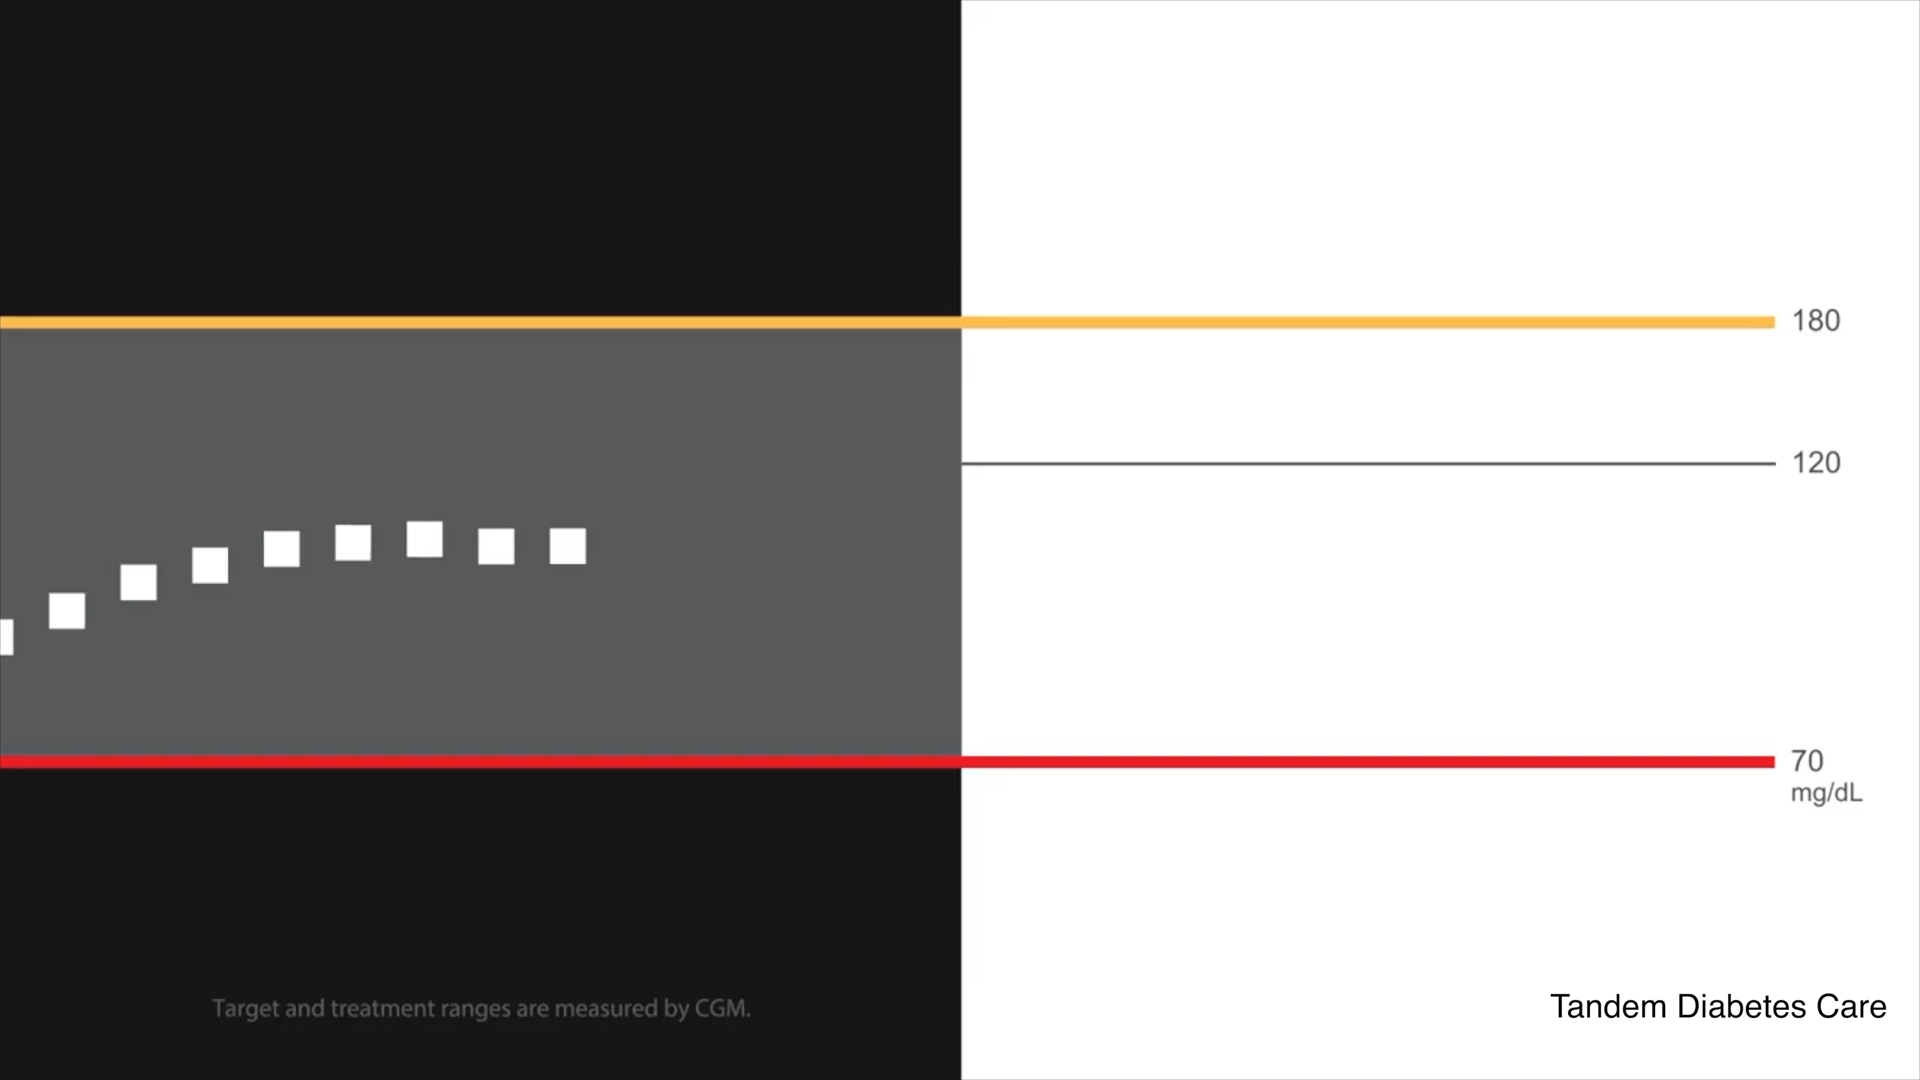 180
120
70
mg/dL
Target and treatment ranges are measured by CGM.
Tandem Diabetes Care